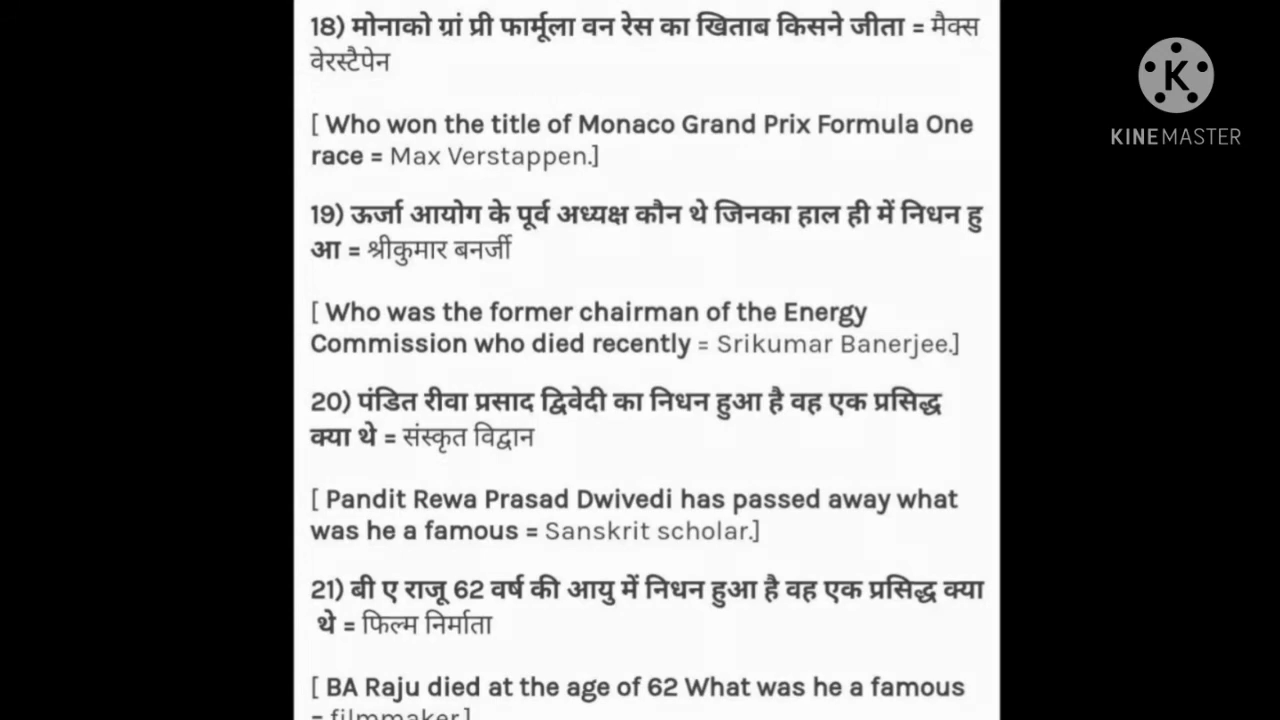 18) मोनाको ग्रां प्री फार्मूला वन रेस का खिताब किसने जीता = मैक्स
वेरस्टैपेन
[ Who won the title of Monaco Grand Prix Formula One
race = Max Verstappen.]
19) ऊर्जा आयोग के पूर्व अध्यक्ष कौन थे जिनका हाल ही में निधन हु
आ = श्रीकुमार बनर्जी
[ Who was the former chairman of the Energy
Commission who died recently = Srikumar Banerjee.]
20) पंडित रीवा प्रसाद द्विवेदी का निधन हुआ है वह एक प्रसिद्ध
क्या थे = संस्कृत विद्वान
[ Pandit Rewa Prasad Dwivedi has passed away what
was he a famous = Sanskrit scholar.]
21) बी ए राजू 62 वर्ष की आयु में निधन हुआ है वह एक प्रसिद्ध क्या
थे = फिल्म निर्माता
[ BA Raju died at the age of 62 What was he a famous
= filmmaker.]
K
KINEMASTER